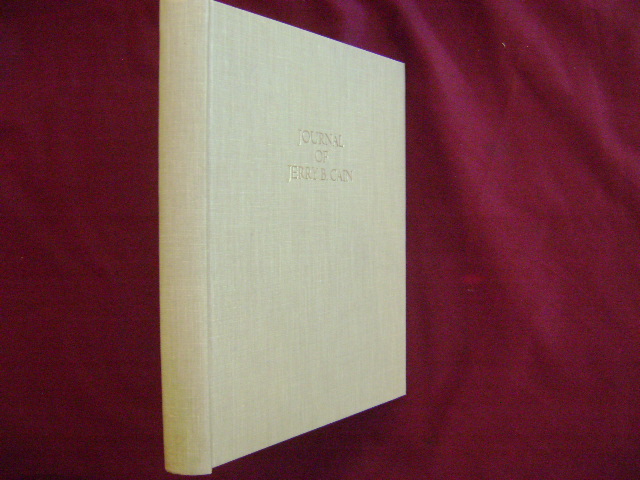 JOURNAL
OF
JERRY B. CAIN